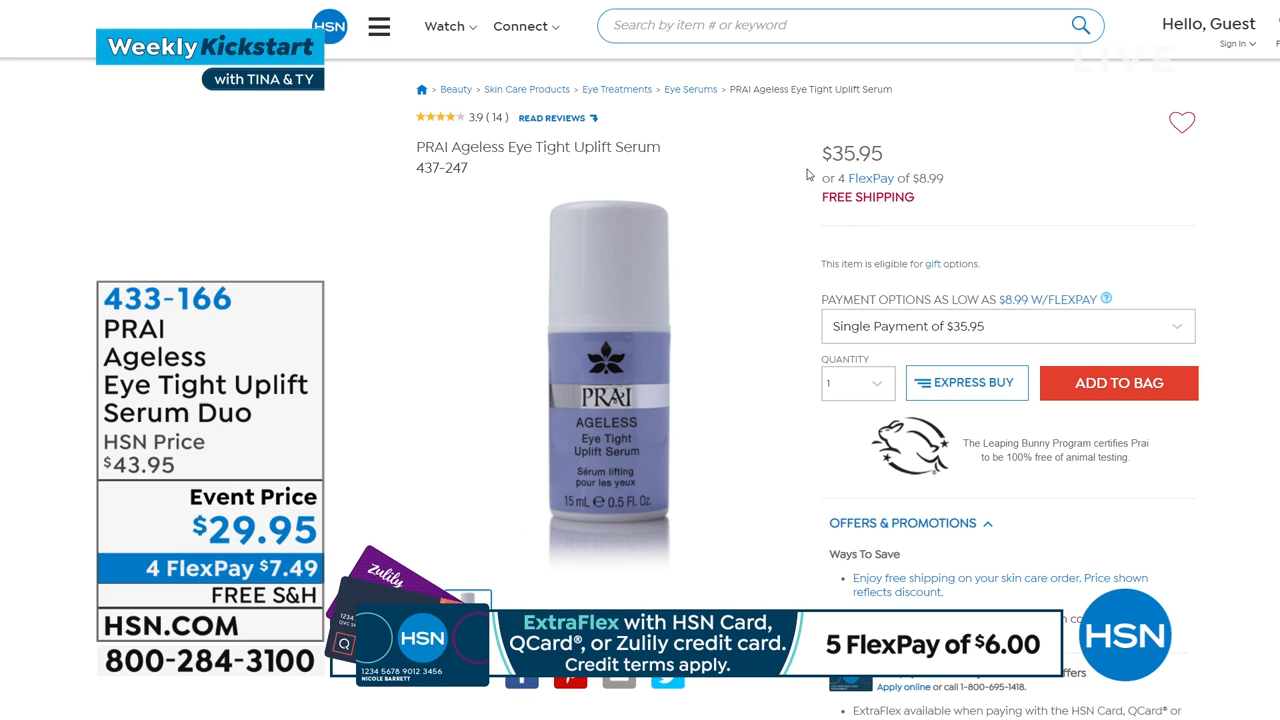 HSN
Watch
Connect
Search by item # or keyword
Hello, Guest
Sign In
Weekly Kickstart
with TINA & TY
LIVE
> Beauty > Skin Care Products > Eye Treatments > Eye Serums > PRAI Ageless Eye Tight Uplift Serum
3.9 ( 14 ) READ REVIEWS
PRAI Ageless Eye Tight Uplift Serum
437-247
$35.95
or 4 FlexPay of $8.99
FREE SHIPPING
This item is eligible for gift options.
PAYMENT OPTIONS AS LOW AS $8.99 W/FLEXPAY ?
Single Payment of $35.95
QUANTITY
1
EXPRESS BUY
ADD TO BAG
The Leaping Bunny Program certifies Prai
to be 100% free of animal testing.
OFFERS & PROMOTIONS
Ways To Save
• Enjoy free shipping on your skin care order. Price shown
reflects discount.
Apply online or call 1-800-695-1418.
• ExtraFlex available when paying with the HSN Card, QCard® or
PRAI
AGELESS
Eye Tight
Uplift Serum
Sérum lifting
pour les yeux
15 mL ℮ 0.5 Fl. Oz.
433-166
PRAI
Ageless
Eye Tight Uplift
Serum Duo
HSN Price
$43.95
Event Price
$29.95
4 FlexPay $7.49
FREE S&H
HSN.COM
800-284-3100
Zulily
1234
Q
HSN
1234 5678 9012 3456
NICOLE BARRETT
ExtraFlex with HSN Card,
QCard®, or Zulily credit card.
Credit terms apply.
5 FlexPay of $6.00
HSN